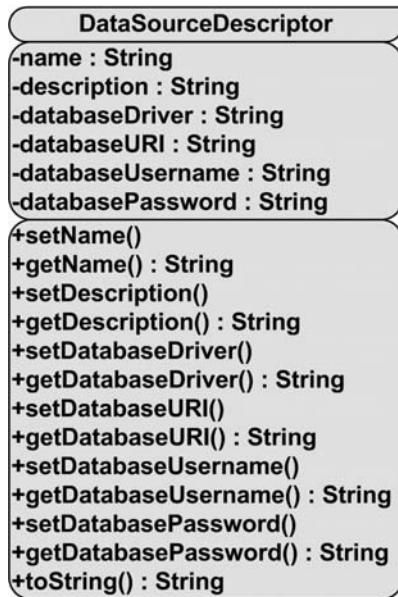 DataSourceDescriptor
-name : String
-description : String
-databaseDriver : String
-databaseURI : String
-databaseUsername : String
-databasePassword : String
+setName()
+getName() : String
+setDescription()
+getDescription() : String
+setDatabaseDriver()
+getDatabaseDriver() : String
+setDatabaseURI()
+getDatabaseURI() : String
+setDatabaseUsername()
+getDatabaseUsername() : String
+setDatabasePassword()
+getDatabasePassword() : String
+toString() : String